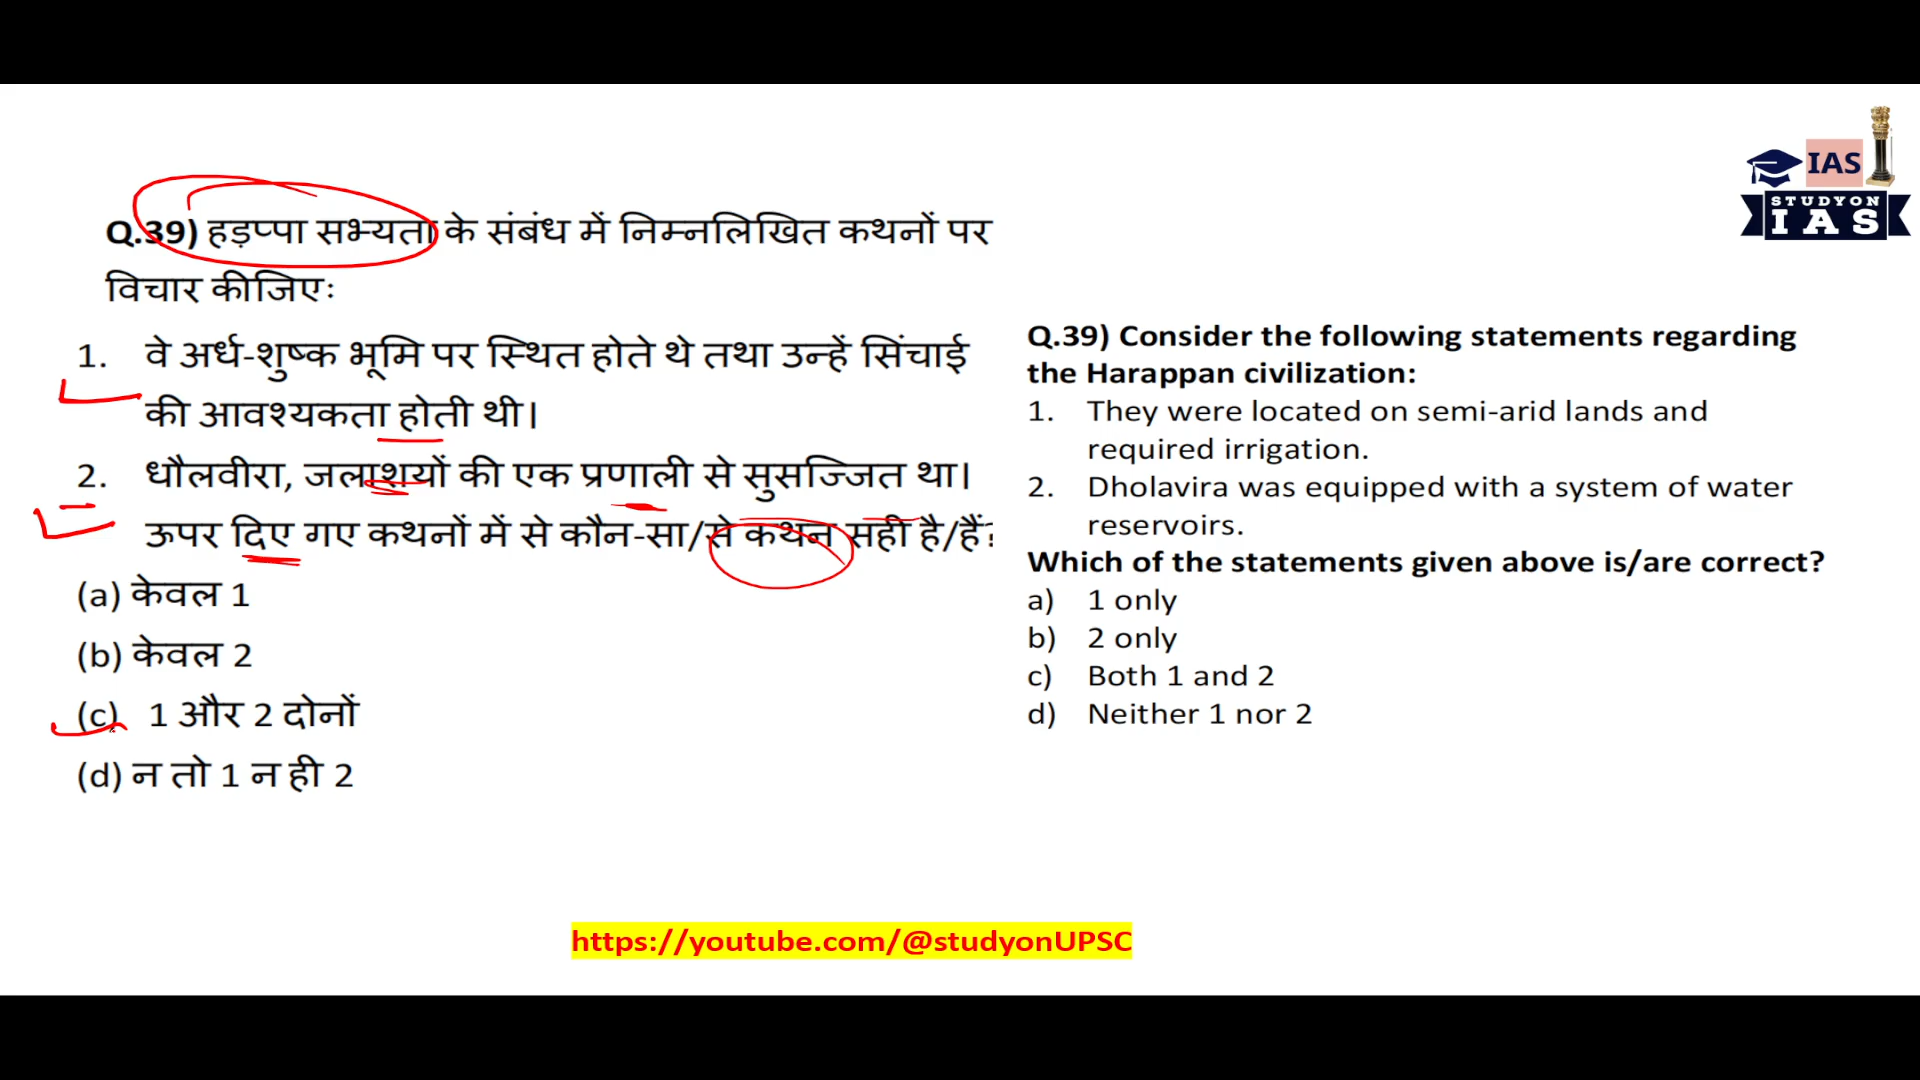 IAS
STUDYON
IAS
Q.39) हड़प्पा सभ्यता के संबंध में निम्नलिखित कथनों पर
विचार कीजिएः
1. वे अर्ध-शुष्क भूमि पर स्थित होते थे तथा उन्हें सिंचाई
की आवश्यकता होती थी।
2. धौलवीरा, जलाशयों की एक प्रणाली से सुसज्जित था।
ऊपर दिए गए कथनों में से कौन-सा/से कथन सही है/हैं?
(a) केवल 1
(b) केवल 2
(c) 1 और 2 दोनों
(d) न तो 1 न ही 2
Q.39) Consider the following statements regarding
the Harappan civilization:
1. They were located on semi-arid lands and
required irrigation.
2. Dholavira was equipped with a system of water
reservoirs.
Which of the statements given above is/are correct?
a) 1 only
b) 2 only
c) Both 1 and 2
d) Neither 1 nor 2
https://youtube.com/@studyonUPSC